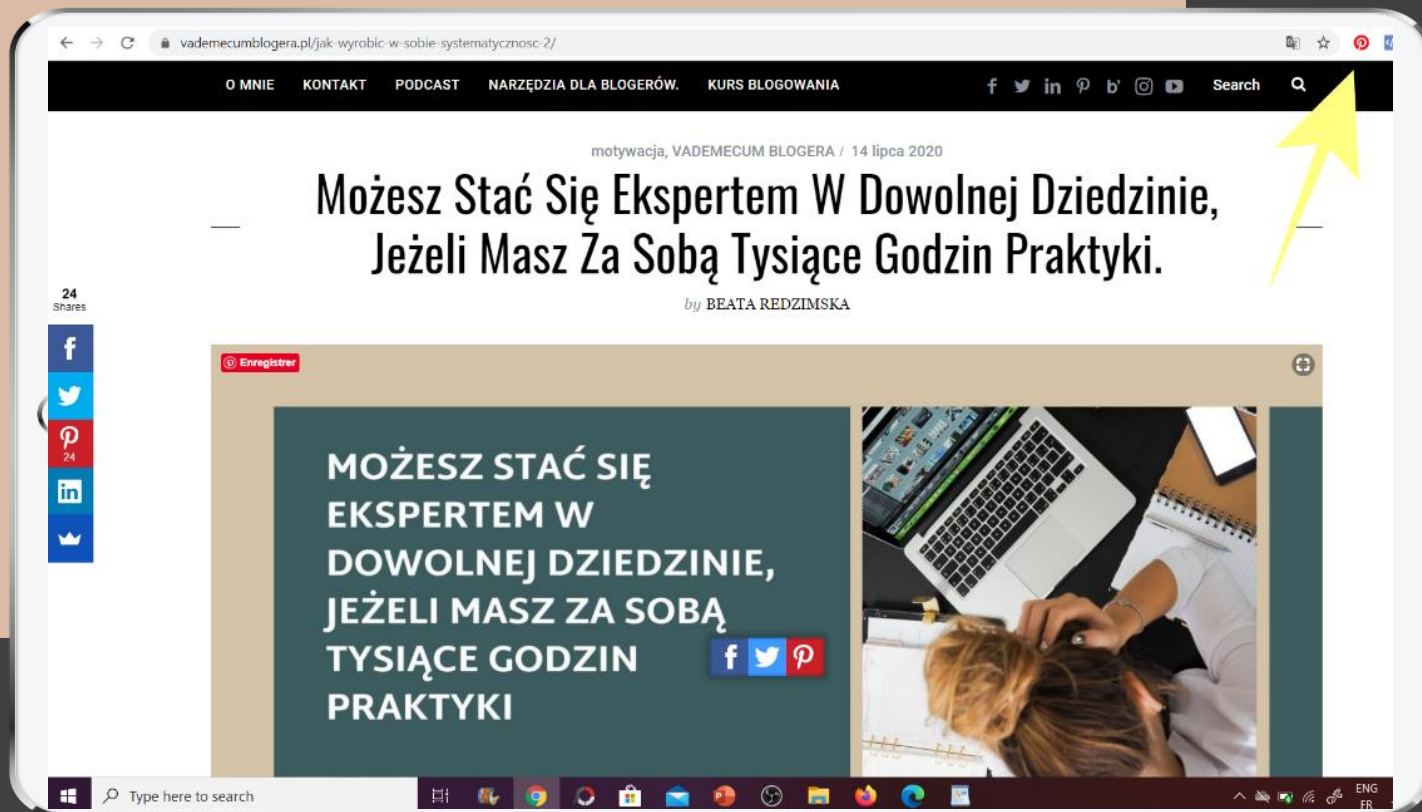 vademecumblogera.pl/jak-wyrobic-w-sobie-systematycznosc-2/
O MNIE KONTAKT PODCAST NARZĘDZIA DLA BLOGERÓW. KURS BLOGOWANIA Search
motywacja, VADEMECUM BLOGERA / 14 lipca 2020
Możesz Stać Się Ekspertem W Dowolnej Dziedzinie,
Jeżeli Masz Za Sobą Tysiące Godzin Praktyki.
by BEATA REDZIMSKA
24
Shares
24
Enregistrer
MOŻESZ STAĆ SIĘ
EKSPERTEM W
DOWOLNEJ DZIEDZINIE,
JEŻELI MASZ ZA SOBĄ
TYSIĄCE GODZIN
PRAKTYKI
Type here to search
ENG
FR